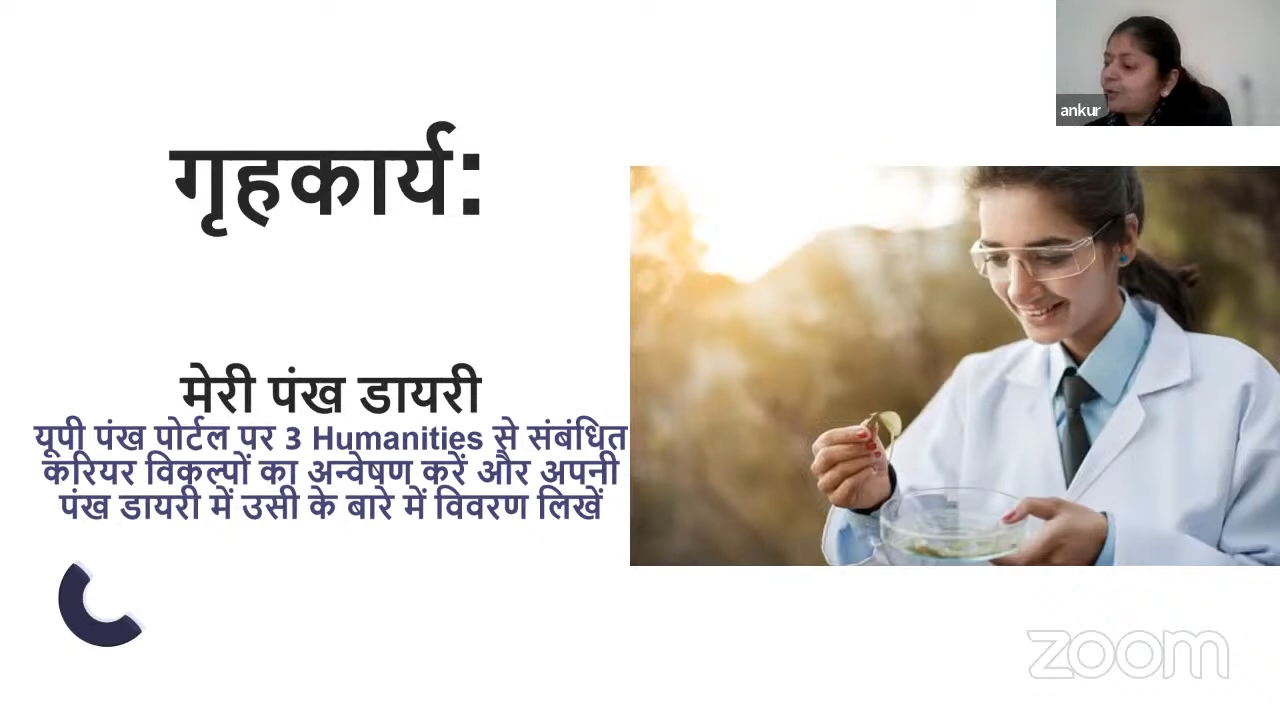 ankur
गृहकार्य:
मेरी पंख डायरी
यूपी पंख पोर्टल पर 3 Humanities से संबंधित
करियर विकल्पों का अन्वेषण करें और अपनी
पंख डायरी में उसी के बारे में विवरण लिखें
zoom